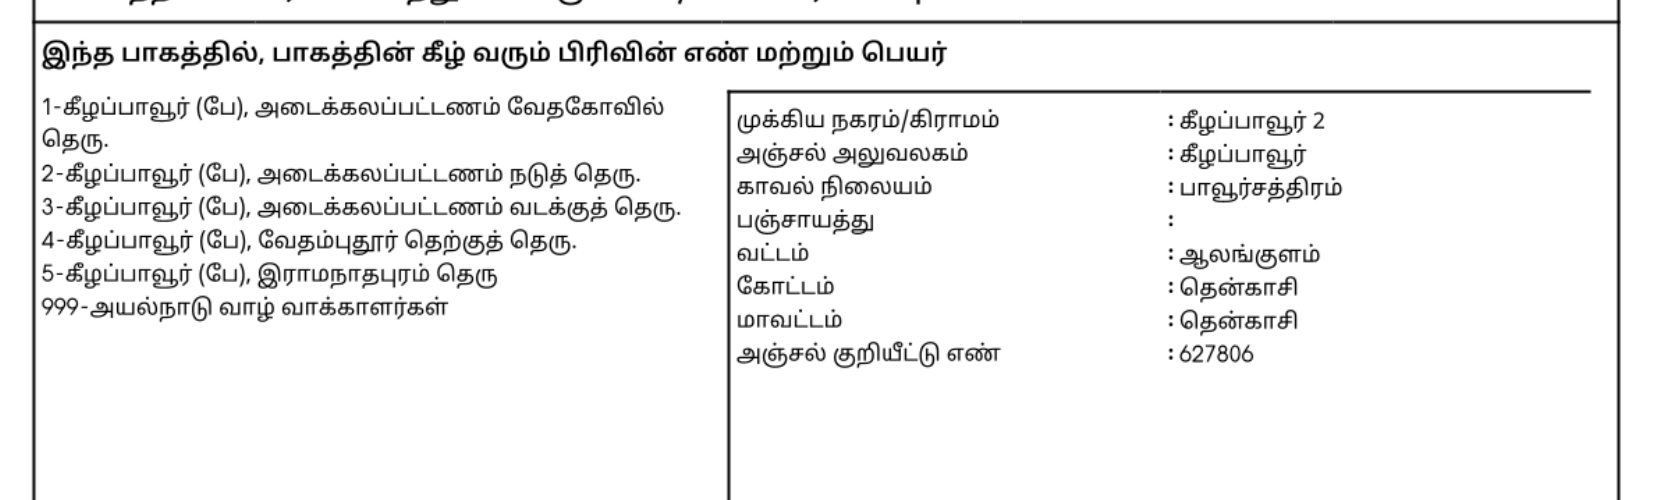 இந்த பாகத்தில், பாகத்தின் கீழ் வரும் பிரிவின் எண் மற்றும் பெயர்
1-கீழப்பாவூர் (பே), அடைக்கலப்பட்டணம் வேதகோவில்
தெரு.
2-கீழப்பாவூர் (பே), அடைக்கலப்பட்டணம் நடுத் தெரு.
3-கீழப்பாவூர் (பே), அடைக்கலப்பட்டணம் வடக்குத் தெரு.
4-கீழப்பாவூர் (பே), வேதம்புதூர் தெற்குத் தெரு.
5-கீழப்பாவூர் (பே), இராமநாதபுரம் தெரு
999-அயல்நாடு வாழ் வாக்காளர்கள்
முக்கிய நகரம்/கிராமம் : கீழப்பாவூர் 2
அஞ்சல் அலுவலகம் : கீழப்பாவூர்
காவல் நிலையம் : பாவூர்சத்திரம்
பஞ்சாயத்து :
வட்டம் : ஆலங்குளம்
கோட்டம் : தென்காசி
மாவட்டம் : தென்காசி
அஞ்சல் குறியீட்டு எண் : 627806